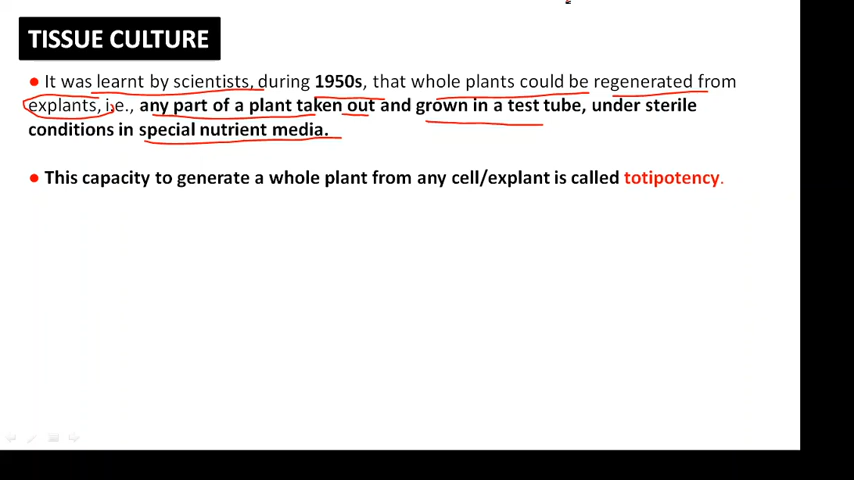 TISSUE CULTURE
● It was learnt by scientists, during 1950s, that whole plants could be regenerated from
explants, i.e., any part of a plant taken out and grown in a test tube, under sterile
conditions in special nutrient media.
● This capacity to generate a whole plant from any cell/explant is called totipotency.